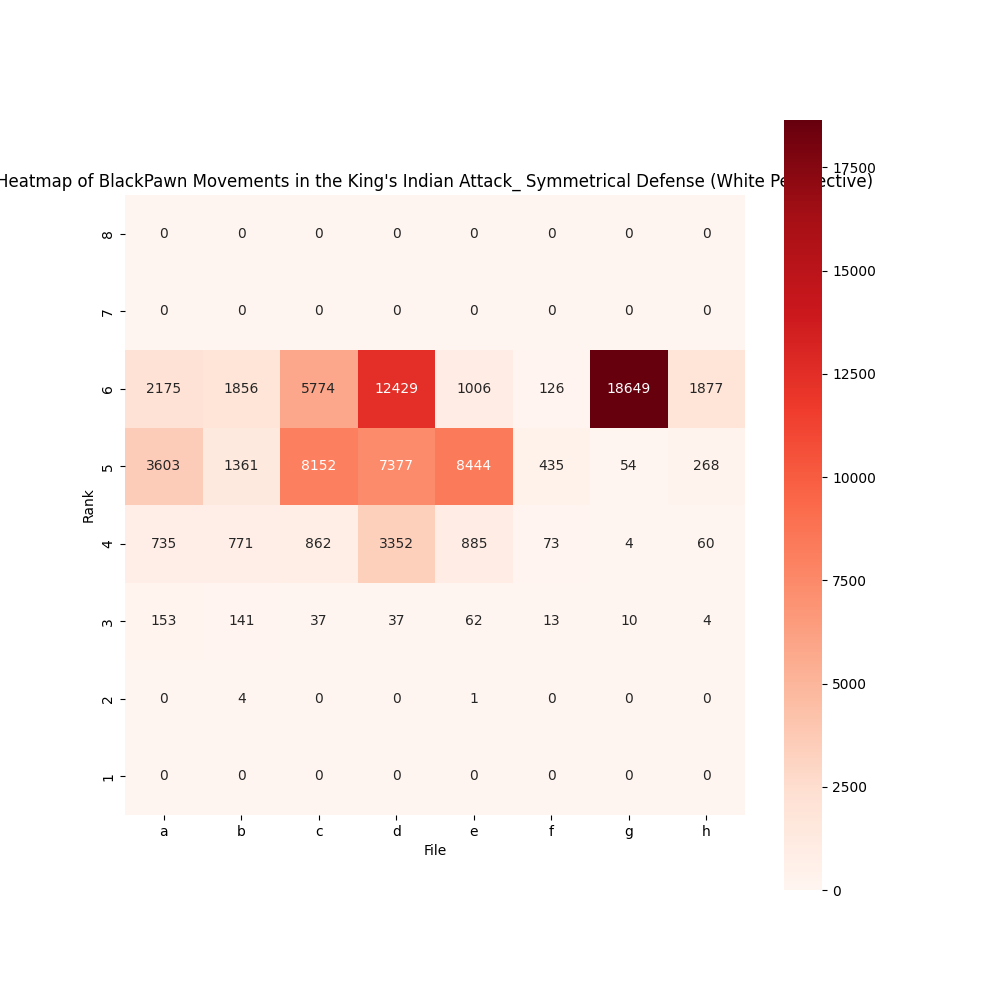 Heatmap of BlackPawn Movements in the King's Indian Attack_ Symmetrical Defense (White Pe ective)
8 0 0 0 0 0 0 0 0
7 0 0 0 0 0 0 0 0
6 2175 1856 5774 12429 1006 126 18649 1877
5 3603 1361 8152 7377 8444 435 54 268
4 735 771 862 3352 885 73 4 60
3 153 141 37 37 62 13 10 4
2 0 4 0 0 1 0 0 0
1 0 0 0 0 0 0 0 0
a b c d e f g h
File
Rank
17500
15000
12500
10000
7500
5000
2500
0